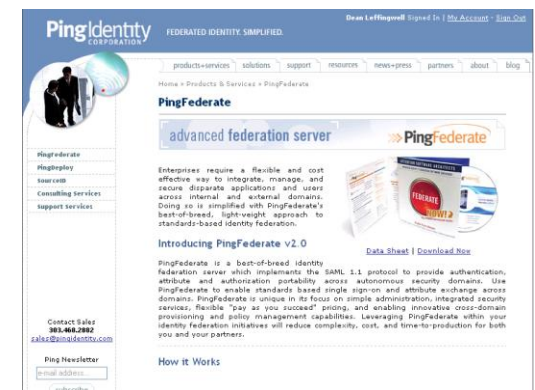 PingIdentity
CORPORATION
FEDERATED IDENTITY. SIMPLIFIED.
Dean Leffingwell Signed In | My Account - Sign Out
products+services
solutions
support
resources
news+press
partners
about
blog
Home > Products & Services > PingFederate
PingFederate
advanced federation server
PingFederate
PingFederate
PingDeploy
SourceID
Consulting Services
Support Services
Enterprises require a flexible and cost
effective way to integrate, manage, and
secure disparate applications and users
across internal and external domains.
Doing so is simplified with PingFederate's
best-of-breed, light-weight approach to
standards-based identity federation.
FEDERATE
NOW!
Data Sheet | Download Now
Introducing PingFederate v2.0
PingFederate is a best-of-breed identity
federation server which implements the SAML 1.1 protocol to provide authentication,
attribute and authorization portability across autonomous security domains. Use
PingFederate to enable standards based single sign-on and attribute exchange across
domains. PingFederate is unique in its focus on simple administration, integrated security
services, flexible "pay as you succeed" pricing, and enabling innovative cross-domain
provisioning and policy management capabilities. Leveraging PingFederate within your
identity federation initiatives will reduce complexity, cost, and time-to-production for both
you and your partners.
How it Works
Contact Sales
303.468.2882
sales@pingidentity.com
Ping Newsletter
e-mail address...
subscribe